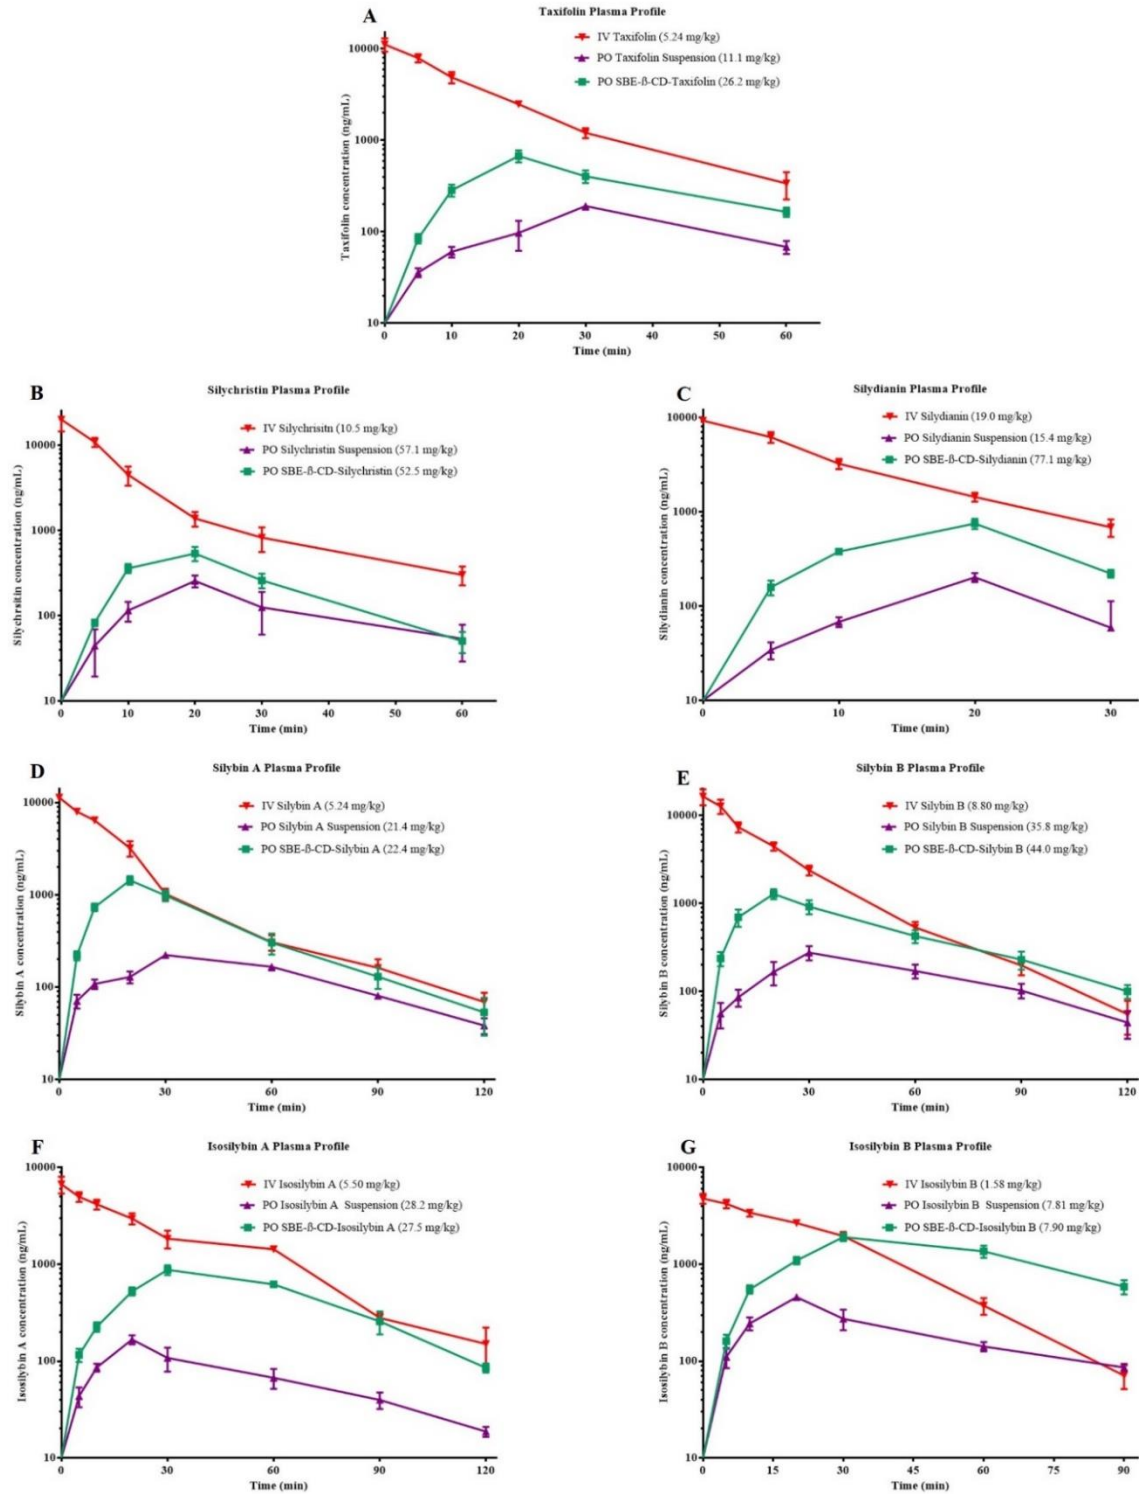 A
Taxifolin Plasma Profile
IV Taxifolin (5.24 mg/kg)
PO Taxifolin Suspension (11.1 mg/kg)
PO SBE-ß-CD-Taxifolin (26.2 mg/kg)
Taxifolin concentration (ng/mL)
10000
1000
100
10
0 10 20 30 40 50 60
Time (min)
B
Silychristin Plasma Profile
IV Silychrisitn (10.5 mg/kg)
PO Silychristin Suspension (57.1 mg/kg)
PO SBE-ß-CD-Silychristin (52.5 mg/kg)
Silychrsitin concentration (ng/mL)
10000
1000
100
10
0 10 20 30 40 50 60
Time (min)
C
Silydianin Plasma Profile
IV Silydianin (19.0 mg/kg)
PO Silydianin Suspension (15.4 mg/kg)
PO SBE-ß-CD-Silydianin (77.1 mg/kg)
Silydianin concentration (ng/mL)
10000
1000
100
10
0 10 20 30
Time (min)
D
Silybin A Plasma Profile
IV Silybin A (5.24 mg/kg)
PO Silybin A Suspension (21.4 mg/kg)
PO SBE-ß-CD-Silybin A (22.4 mg/kg)
Silybin A concentration (ng/mL)
10000
1000
100
10
0 30 60 90 120
Time (min)
E
Silybin B Plasma Profile
IV Silybin B (8.80 mg/kg)
PO Silybin B Suspension (35.8 mg/kg)
PO SBE-ß-CD-Silybin B (44.0 mg/kg)
Silybin B concentration (ng/mL)
10000
1000
100
10
0 30 60 90 120
Time (min)
F
Isosilybin A Plasma Profile
IV Isosilybin A (5.50 mg/kg)
PO Isosilybin A Suspension (28.2 mg/kg)
PO SBE-ß-CD-Isosilybin A (27.5 mg/kg)
Isosilybin A concentration (ng/mL)
10000
1000
100
10
0 30 60 90 120
Time (min)
G
Isosilybin B Plasma Profile
IV Isosilybin B (1.58 mg/kg)
PO Isosilybin B Suspension (7.81 mg/kg)
PO SBE-ß-CD-Isosilybin B (7.90 mg/kg)
Isosilybin B concentration (ng/mL)
10000
1000
100
10
0 15 30 45 60 75 90
Time (min)